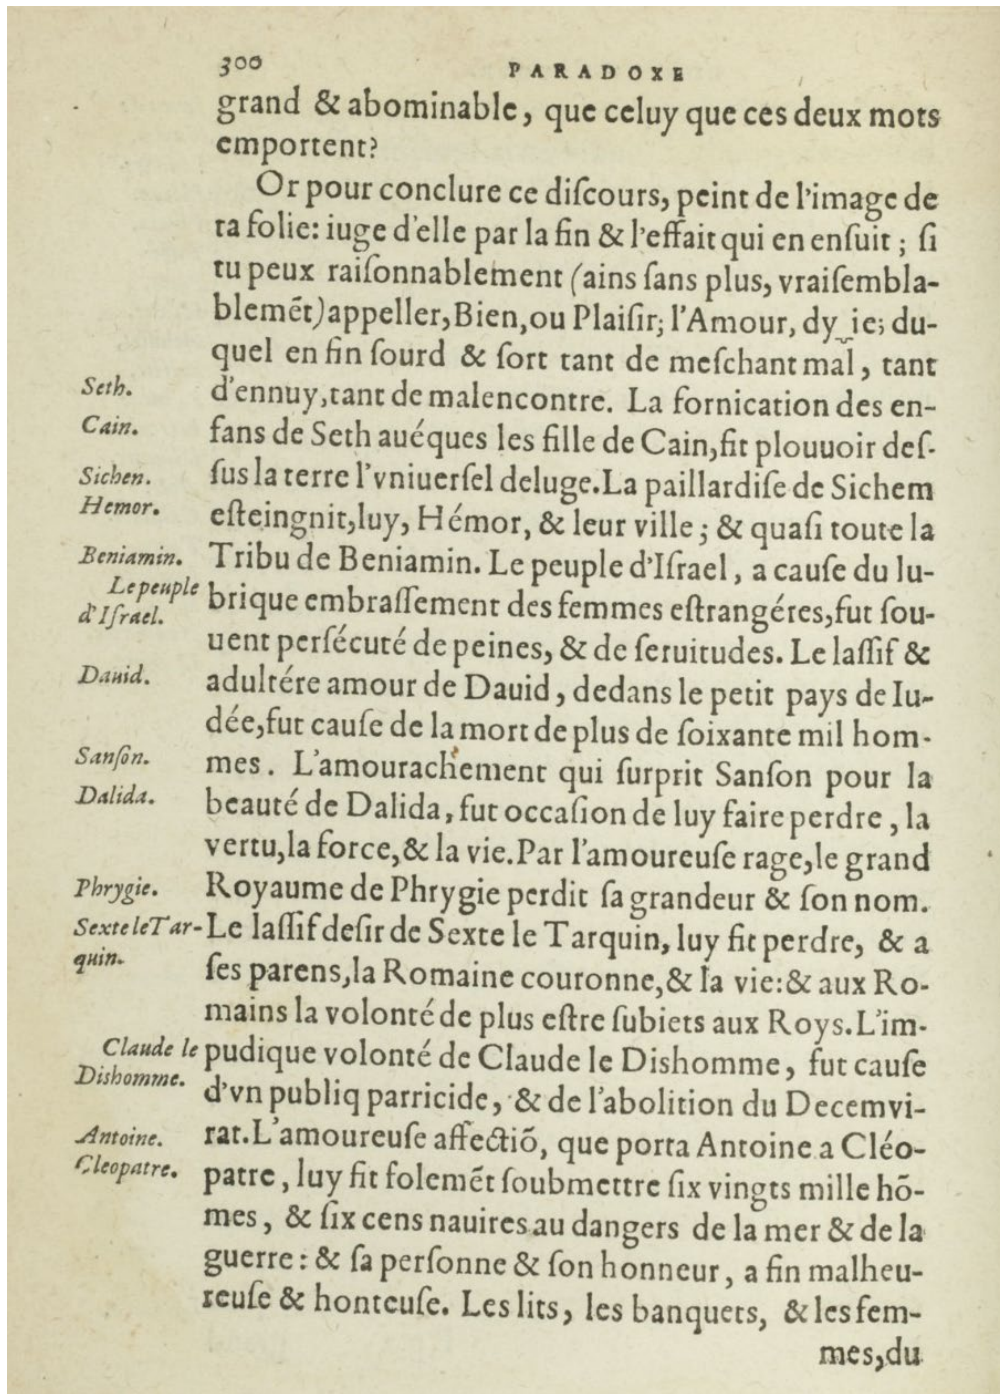 300
PARADOXE
grand & abominable, que celuy que ces deux mots
emportent?
Or pour conclure ce diſcours, peint de l'image de
ta folie: iuge d'elle par la fin & l'effait qui en enſuit; ſi
tu peux raiſonnablement (ains ſans plus, vraiſembla-
blemẽt) appeller, Bien, ou Plaiſir; l'Amour, dy‿ie; du-
quel en fin ſourd & ſort tant de meſchant mal, tant
Seth.
d'ennuy, tant de malencontre. La fornication des en-
Cain.
fans de Seth auéques les fille de Cain, fit plouuoir deſ-
Sichen.
ſus la terre l'vniuerſel deluge. La paillardiſe de Sichem
Hemor.
eſteingnit, luy, Hémor, & leur ville; & quaſi toute la
Beniamin.
Tribu de Beniamin. Le peuple d'Iſrael, a cauſe du lu-
Le peuple
d'Iſrael.
brique embraſſement des femmes eſtrangéres, fut ſou-
uent perſécuté de peines, & de ſeruitudes. Le laſſif &
Dauid.
adultére amour de Dauid, dedans le petit pays de Iu-
dée, fut cauſe de la mort de plus de ſoixante mil hom-
Sanſon.
mes. L'amourachement qui ſurprit Sanſon pour la
Dalida.
beauté de Dalida, fut occaſion de luy faire perdre, la
vertu, la force, & la vie. Par l'amoureuſe rage, le grand
Phrygie.
Royaume de Phrygie perdit ſa grandeur & ſon nom.
Sexte le Tar-
quin.
Le laſſif deſir de Sexte le Tarquin, luy fit perdre, & a
ſes parens, la Romaine couronne, & la vie: & aux Ro-
mains la volonté de plus eſtre ſubiets aux Roys. L'im-
Claude le
Dishomme.
pudique volonté de Claude le Dishomme, fut cauſe
d'vn publiq parricide, & de l'abolition du Decemvi-
Antoine.
rat. L'amoureuſe affectiõ, que porta Antoine a Cléo-
Cleopatre.
patre, luy fit folemẽt ſoubmettre ſix vingts mille hõ-
mes, & ſix cens nauires au dangers de la mer & de la
guerre: & ſa perſonne & ſon honneur, a fin malheu-
reuſe & honteuſe. Les lits, les banquets, & les fem-
mes, du